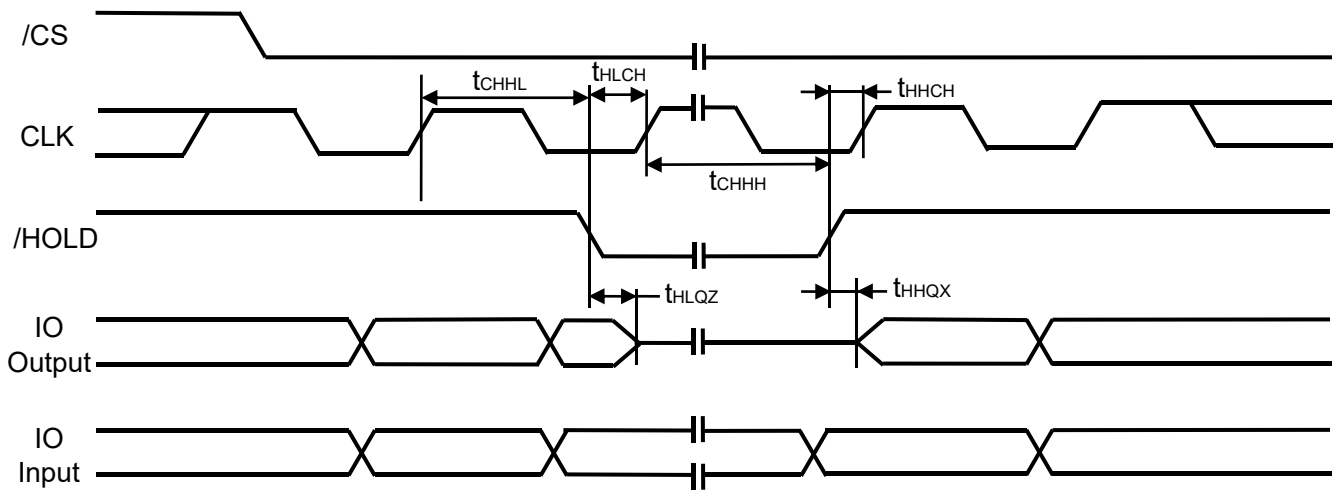 /CS
tCHHL
tHLCH
tHHCH
CLK
tCHHH
/HOLD
tHLQZ
tHHQX
IO
Output
IO
Input